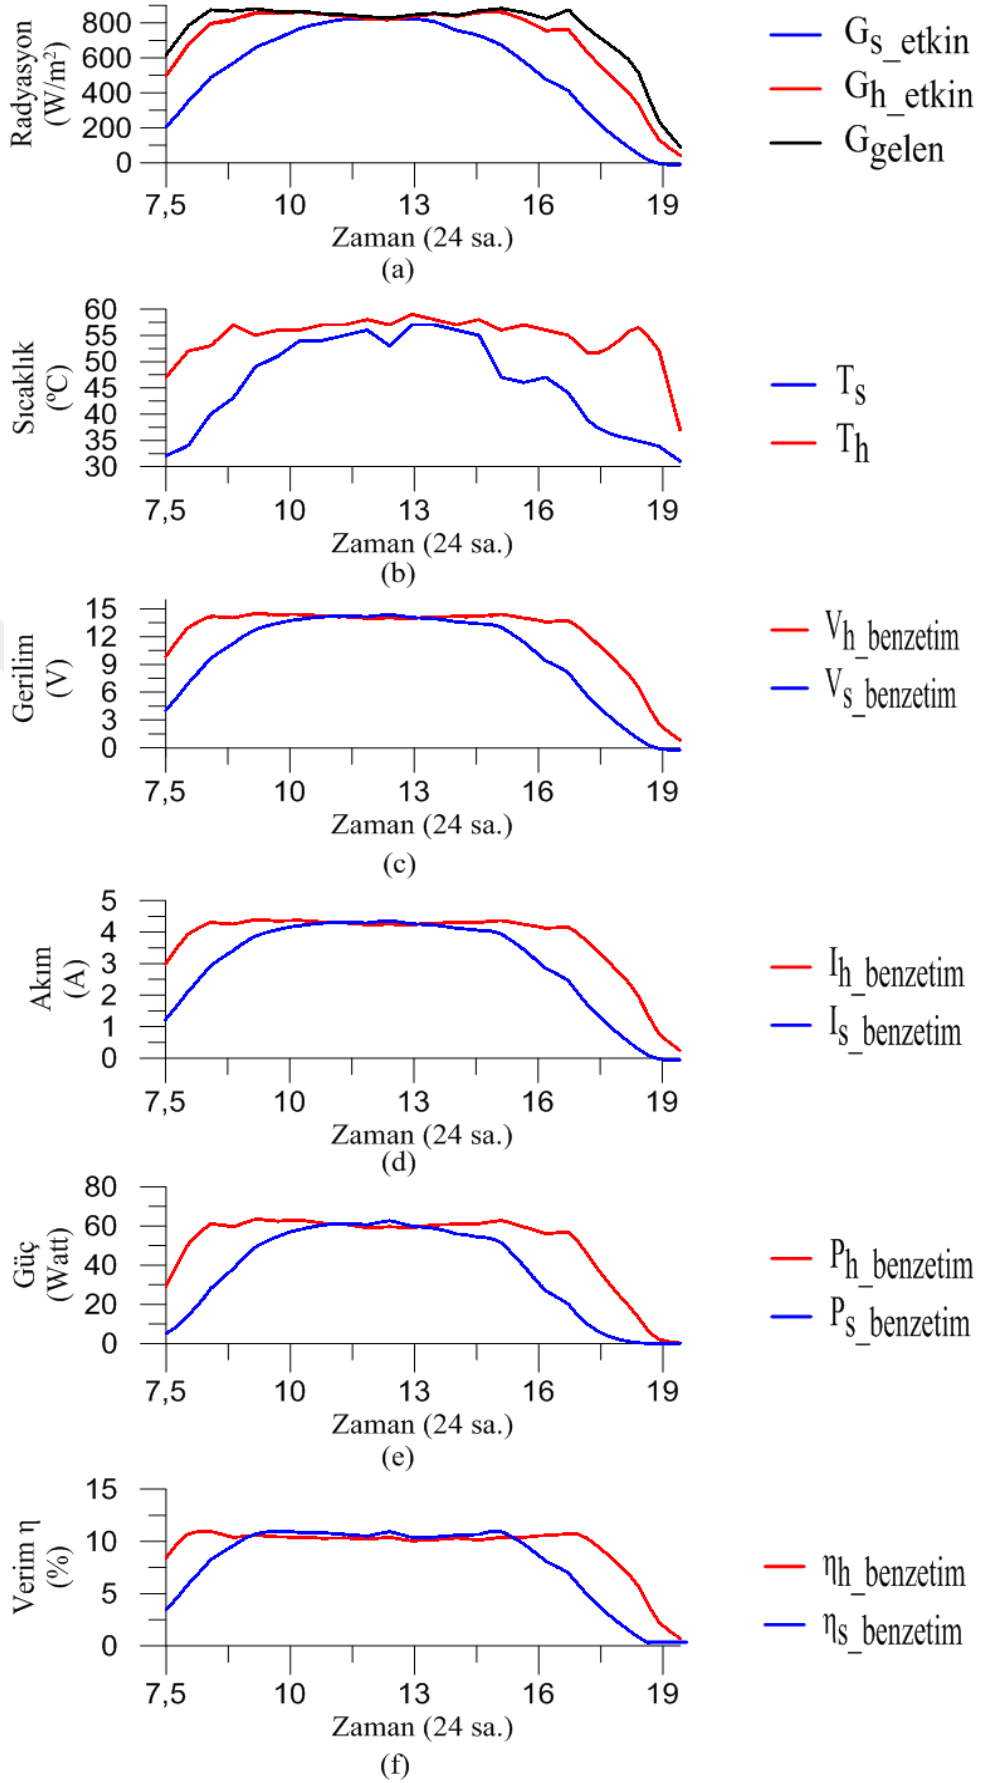 Radyasyon
(W/m²)
800
600
400
200
0
7,5 10 13 16 19
Zaman (24 sa.)
(a)
Gs_etkin
Gh_etkin
Ggelen
Sıcaklık
(ºC)
60
55
50
45
40
35
30
7,5 10 13 16 19
Zaman (24 sa.)
(b)
Ts
Th
Gerilim
(V)
15
12
9
6
3
0
7,5 10 13 16 19
Zaman (24 sa.)
(c)
Vh_benzetim
Vs_benzetim
Akım
(A)
5
4
3
2
1
0
7,5 10 13 16 19
Zaman (24 sa.)
(d)
Ih_benzetim
Is_benzetim
Güç
(Watt)
80
60
40
20
0
7,5 10 13 16 19
Zaman (24 sa.)
(e)
Ph_benzetim
Ps_benzetim
Verim η
(%)
15
10
5
0
7,5 10 13 16 19
Zaman (24 sa.)
(f)
ηh_benzetim
ηs_benzetim